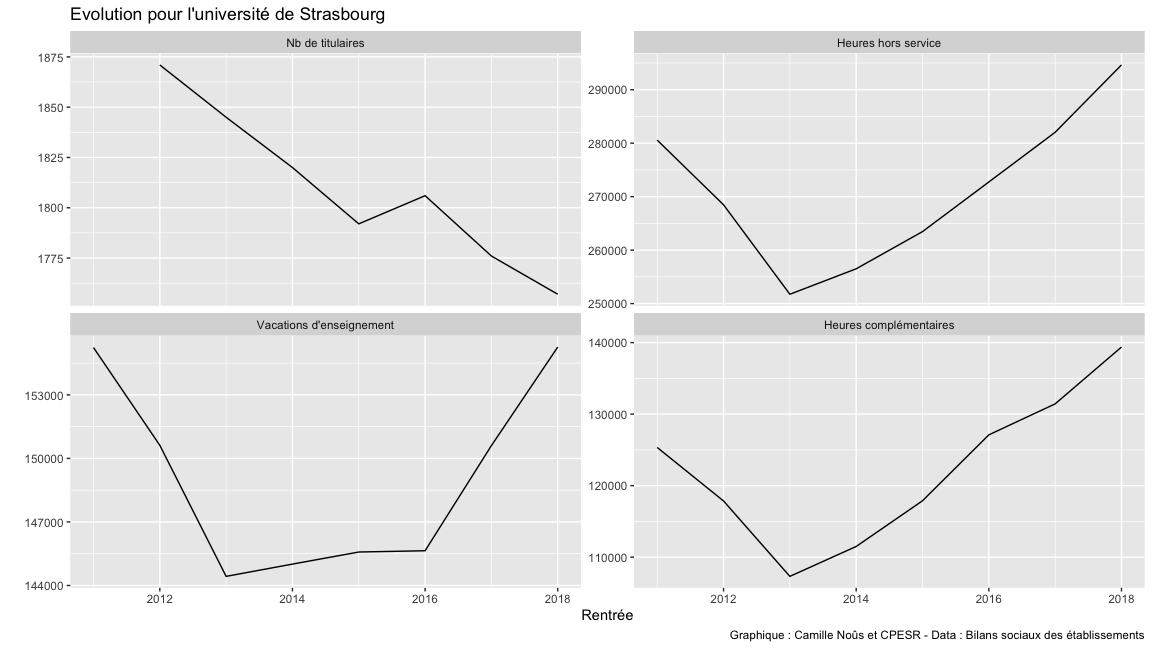 Evolution pour l'université de Strasbourg
Nb de titulaires
1875
1850
1825
1800
1775
Heures hors service
290000
280000
270000
260000
250000
Vacations d'enseignement
153000
150000
147000
144000
2012 2014 2016 2018
Heures complémentaires
140000
130000
120000
110000
2012 2014 2016 2018
Rentrée
Graphique : Camille Noûs et CPESR - Data : Bilans sociaux des établissements